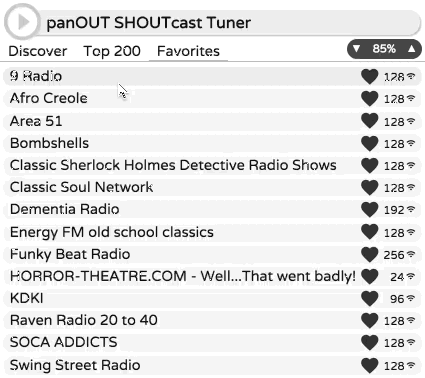 panOUT SHOUTcast Tuner
Discover Top 200 Favorites ▼ 85% ▲
9 Radio 128
Afro Creole 128
Area 51 128
Bombshells 128
Classic Sherlock Holmes Detective Radio Shows 128
Classic Soul Network 128
Dementia Radio 192
Energy FM old school classics 128
Funky Beat Radio 256
HORROR-THEATRE.COM - Well...That went badly! 24
KDKI 96
Raven Radio 20 to 40 128
SOCA ADDICTS 128
Swing Street Radio 128